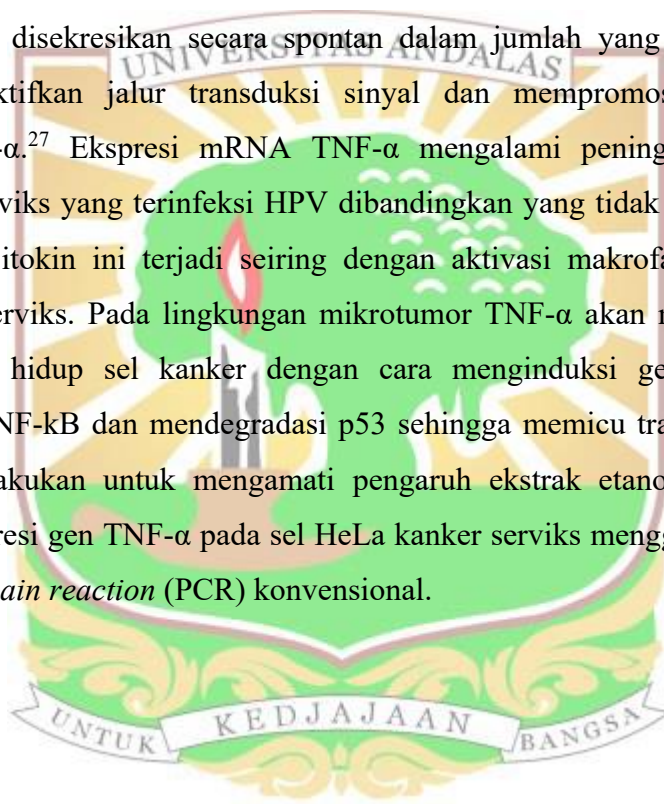 disekresikan secara spontan dalam jumlah yang
UNIVERSITAS ANDALAS
ktifkan jalur transduksi sinyal dan mempromos
-α.27 Ekspresi mRNA TNF-α mengalami pening
viks yang terinfeksi HPV dibandingkan yang tidak
itokin ini terjadi seiring dengan aktivasi makrofa
erviks. Pada lingkungan mikrotumor TNF-α akan
hidup sel kanker dengan cara menginduksi ge
NF-kB dan mendegradasi p53 sehingga memicu tra
akukan untuk mengamati pengaruh ekstrak etano
resi gen TNF-α pada sel HeLa kanker serviks mengg
ain reaction (PCR) konvensional.
UNTUK KEDJAJAAN BANGSA